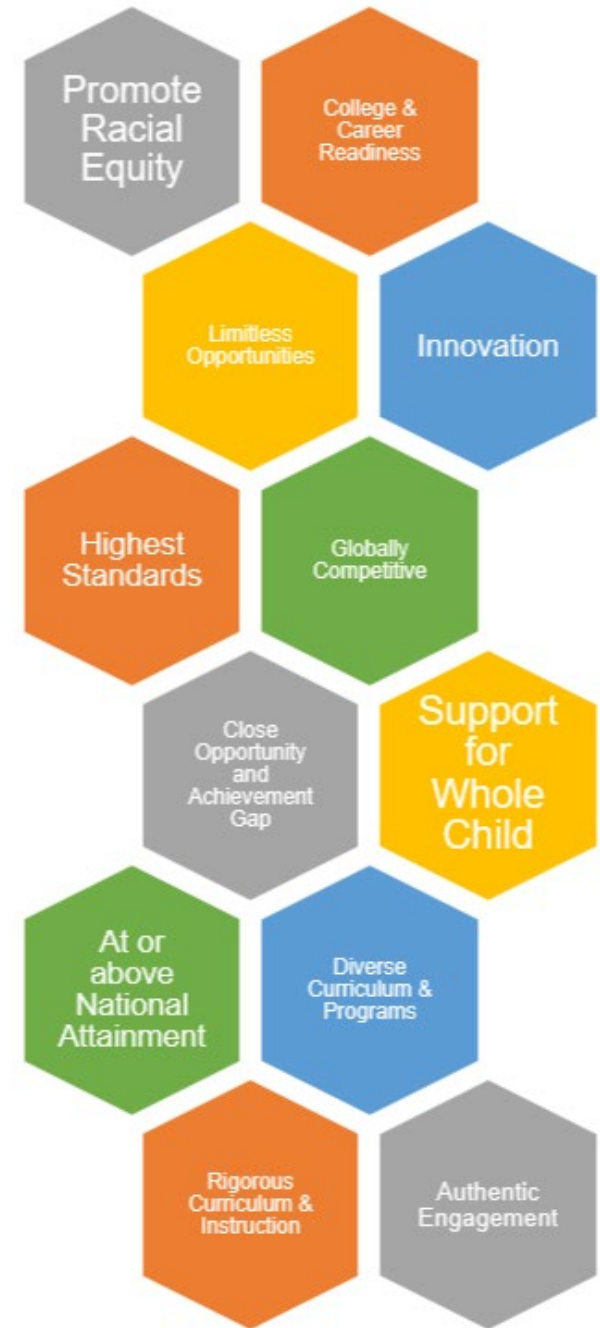 Promote
Racial
Equity
College &
Career
Readiness
Limitless
Opportunities
Innovation
Highest
Standards
Globally
Competitive
Close
Opportunity
and
Achievement
Gap
Support
for
Whole
Child
At or
above
National
Attainment
Diverse
Curriculum &
Programs
Rigorous
Curriculum &
Instruction
Authentic
Engagement